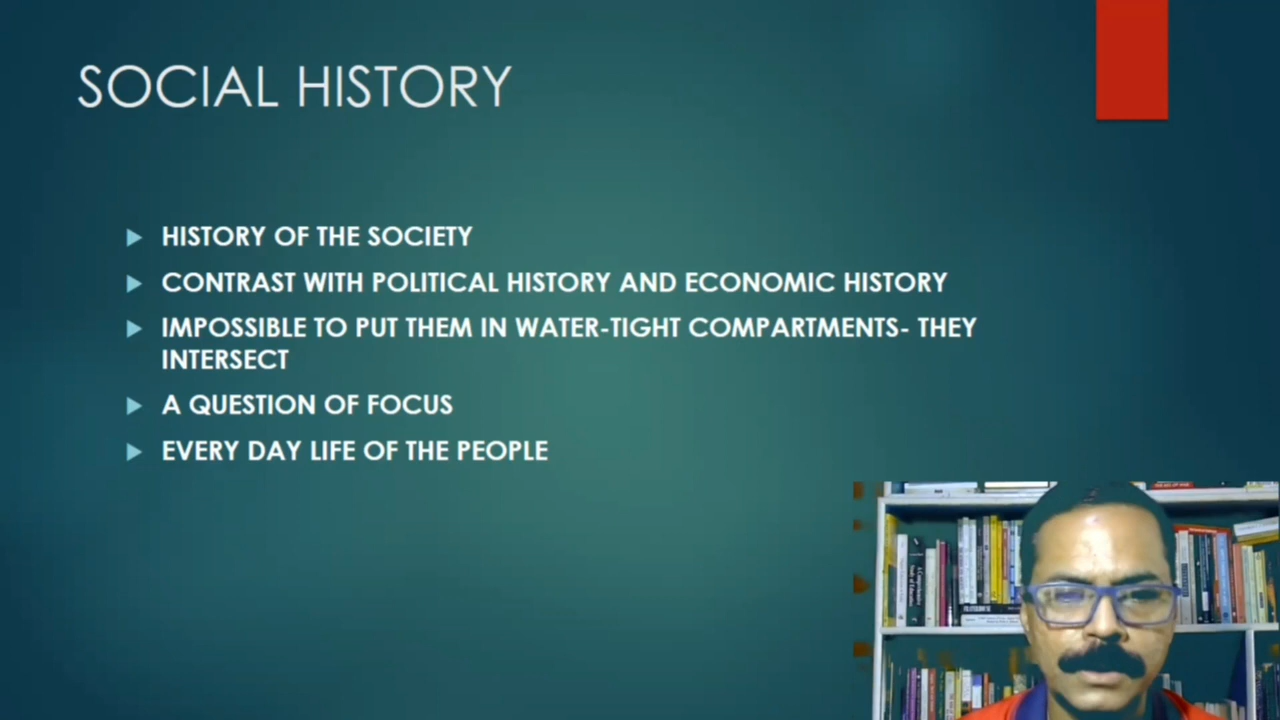 SOCIAL HISTORY
HISTORY OF THE SOCIETY
CONTRAST WITH POLITICAL HISTORY AND ECONOMIC HISTORY
IMPOSSIBLE TO PUT THEM IN WATER-TIGHT COMPARTMENTS- THEY
INTERSECT
A QUESTION OF FOCUS
EVERY DAY LIFE OF THE PEOPLE